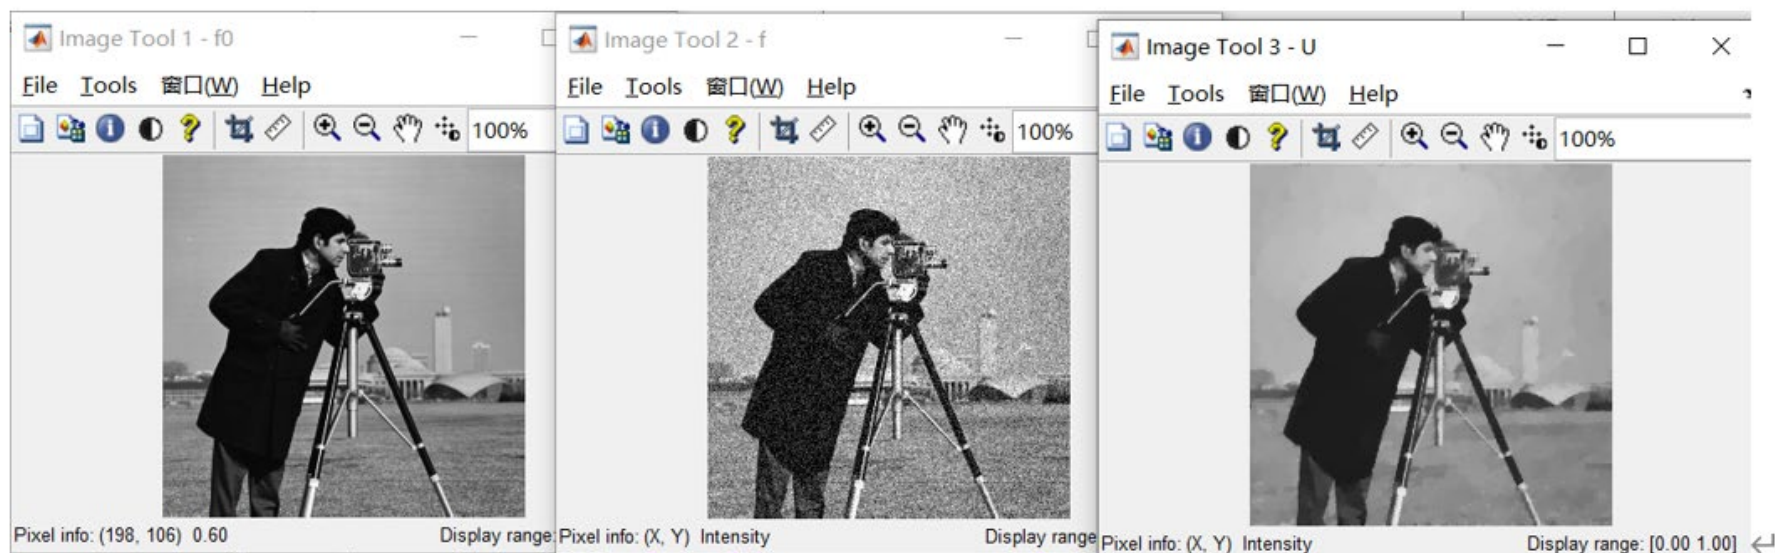 Image Tool 1 - f0
File Tools 窗口(W) Help
100%
Pixel info: (198, 106) 0.60 Display range:
Image Tool 2 - f
File Tools 窗口(W) Help
100%
Pixel info: (X, Y) Intensity Display range
Image Tool 3 - U
File Tools 窗口(W) Help
100%
Pixel info: (X, Y) Intensity Display range: [0.00 1.00]